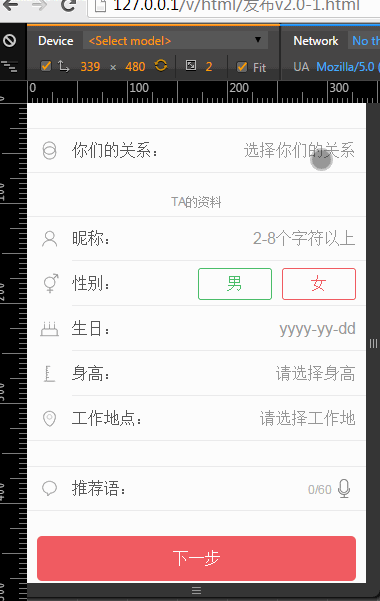 127.0.0.1/v/html/发布v2.0-1.html
Device <Select model> Network No th
339 × 480 2 Fit UA Mozilla/5.0 (
0 100 200 300
你们的关系： 选择你们的关系
TA的资料
昵称： 2-8个字符以上
性别： 男 女
生日： yyyy-yy-dd
身高： 请选择身高
工作地点： 请选择工作地
推荐语： 0/60
下一步